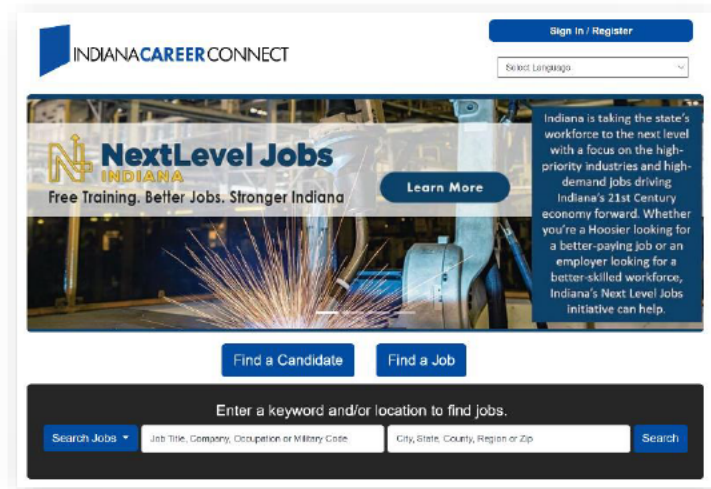 Sign In / Register
INDIANACAREERCONNECT
Select Language
NextLevel Jobs
INDIANA
Free Training. Better Jobs. Stronger Indiana
Learn More
Indiana is taking the state's
workforce to the next level
with a focus on the high-
priority industries and high-
demand jobs driving
Indiana's 21st Century
economy forward. Whether
you're a Hoosier looking for
a better-paying job or an
employer looking for a
better-skilled workforce,
Indiana's Next Level Jobs
initiative can help.
Find a Candidate
Find a Job
Enter a keyword and/or location to find jobs.
Search Jobs
Job Title, Company, Occupation or Military Code
City, State, County, Region or Zip
Search